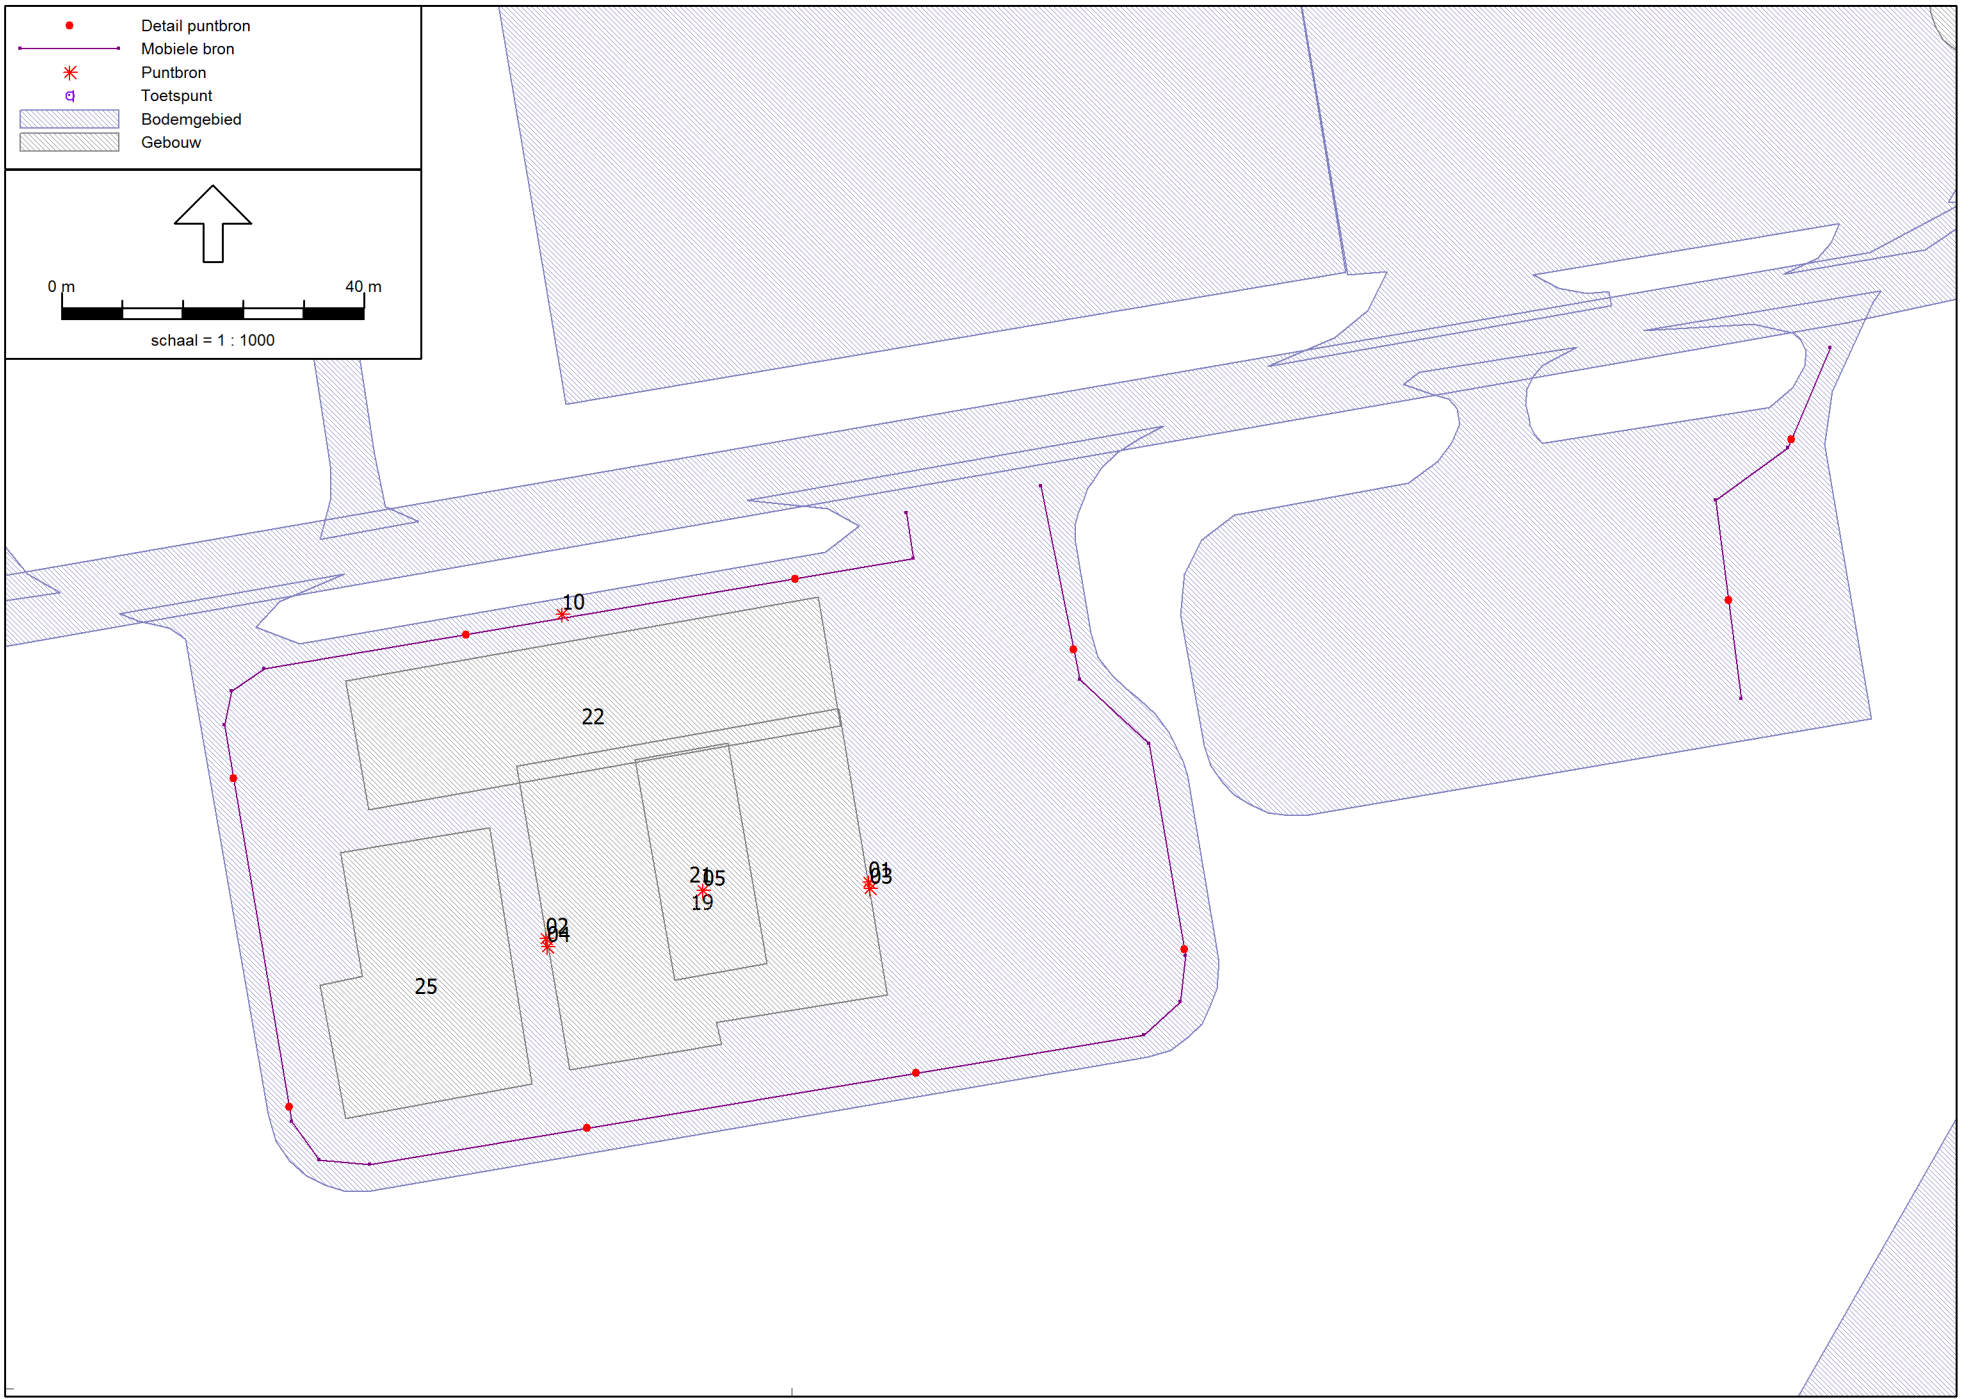 Detail puntbron
Mobiele bron
Puntbron
Toetspunt
Bodemgebied
Gebouw
0 m
40 m
schaal = 1 : 1000
10
22
01
03
21
05
19
02
04
25